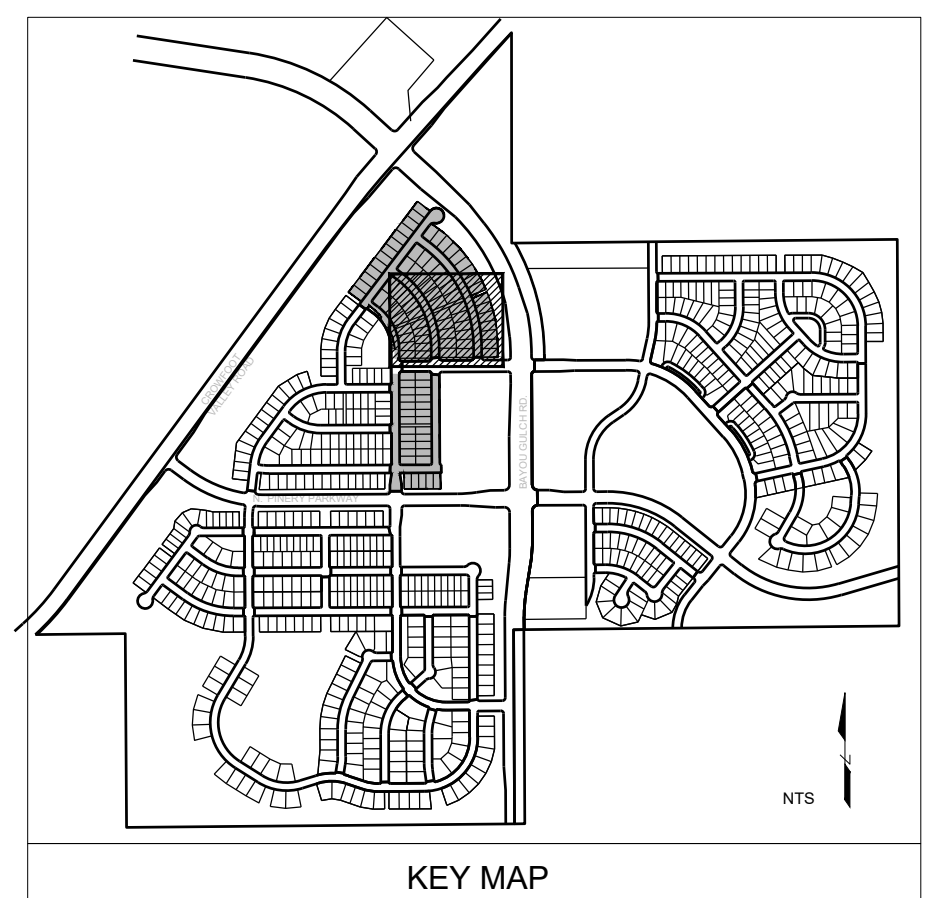 CROWFOOT
VALLEY ROAD
BAYOU GULCH RD.
N. PINERY PARKWAY
N
NTS
KEY MAP